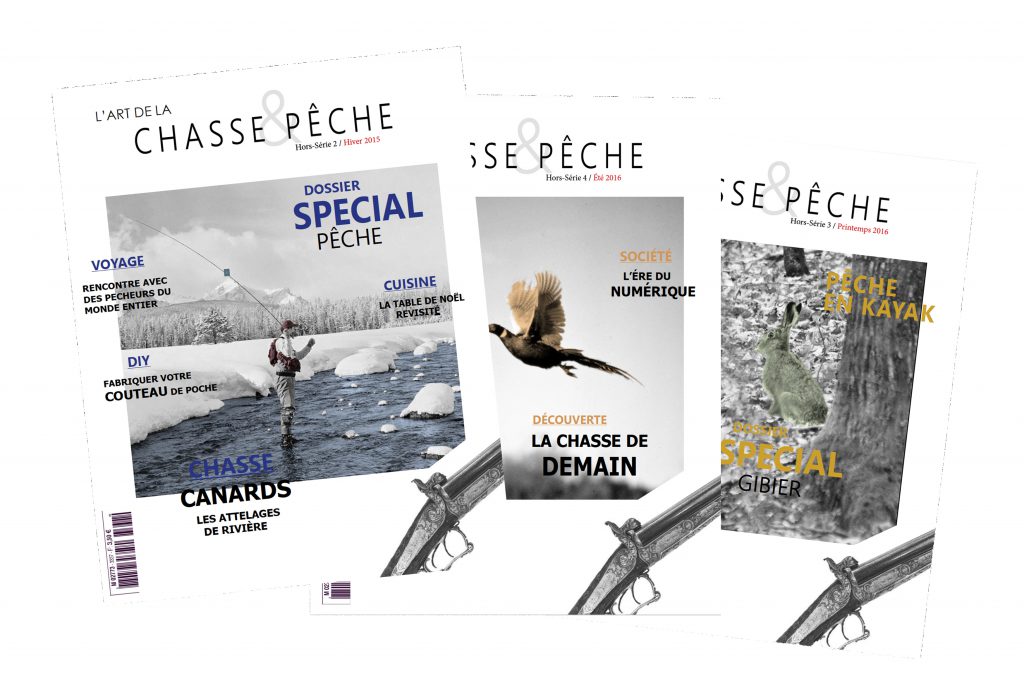 L'ART DE LA
CHASSE & PÊCHE
Hors-Série 2 / Hiver 2015
DOSSIER
SPECIAL
PÊCHE
VOYAGE
RENCONTRE AVEC
DES PECHEURS DU
MONDE ENTIER
CUISINE
LA TABLE DE NOËL
REVISITÉ
DIY
FABRIQUER VOTRE
COUTEAU DE POCHE
CHASSE
CANARDS
LES ATTELAGES
DE RIVIÈRE
SSE & PÊCHE
Hors-Série 4 / Été 2016
SOCIÉTÉ
L'ÉRE DU
NUMÉRIQUE
DÉCOUVERTE
LA CHASSE DE
DEMAIN
SSE & PÊCHE
Hors-Série 3 / Printemps 2016
PÊCHE
EN KAYAK
DOSSIER
SPECIAL
GIBIER